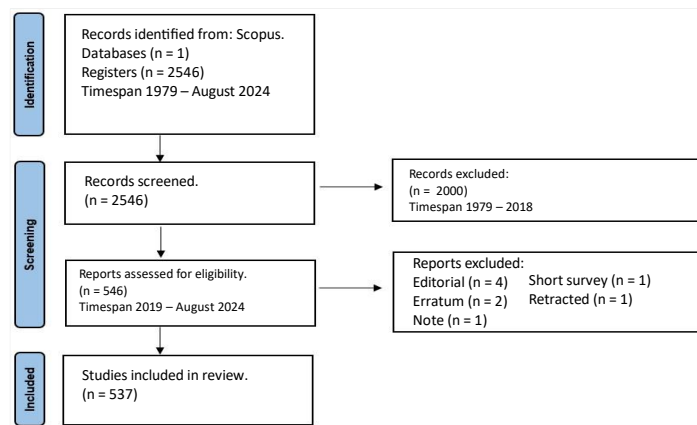 Identification
Records identified from: Scopus.
Databases (n = 1)
Registers (n = 2546)
Timespan 1979 – August 2024
Screening
Records screened.
(n = 2546)
Records excluded:
(n = 2000)
Timespan 1979 – 2018
Reports assessed for eligibility.
(n = 546)
Timespan 2019 – August 2024
Reports excluded:
Editorial (n = 4)
Erratum (n = 2)
Note (n = 1)
Short survey (n = 1)
Retracted (n = 1)
Included
Studies included in review.
(n = 537)